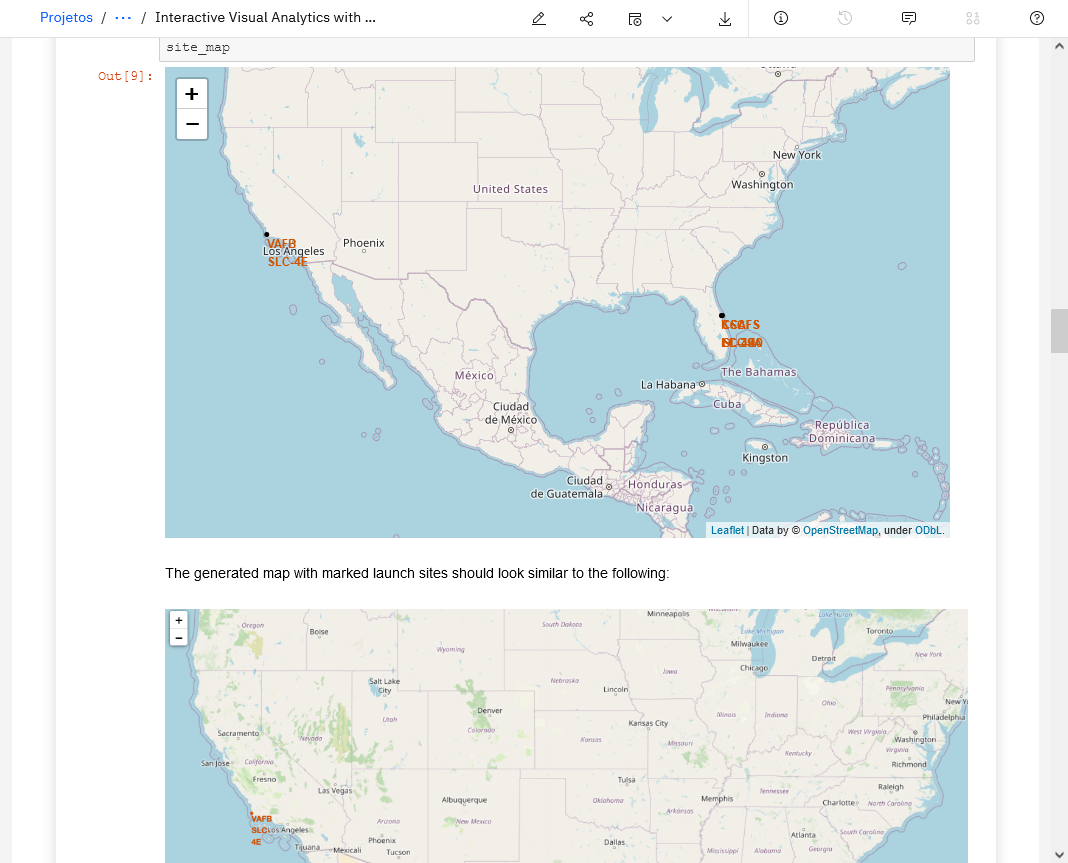 Projetos / ··· / Interactive Visual Analytics with ...
site_map
Out[9]:
+
−
New York
Washington
United States
Phoenix
VAFB
Los Angeles
SLC-4E
The Bahamas
La Habana
México
Cuba
Ciudad
de México
República
Dominicana
Kingston
Ciudad
de Guatemala
Honduras
Nicaragua
Leaflet | Data by © OpenStreetMap, under ODbL.
The generated map with marked launch sites should look similar to the following:
+
−
Minneapolis
Wisconsin
Lake Huron
Oregon
Boise
South Dakota
Toronto
Lake Michigan
Milwaukee
Wyoming
Detroit
New York
Chicago
Iowa
Salt Lake
City
Nebraska
Lincoln
Pennsylvania
Denver
Ohio
Utah
Illinois
Indiana
Philadelphia
Kansas City
Colorado
Sacramento
Nevada
Kansas
Missouri
West Virginia
Washington
Virginia
San Jose
California
Kentucky
Richmond
Fresno
Tulsa
Las Vegas
Raleigh
Albuquerque
Oklahoma
Memphis
Tennessee
Charlotte
North Carolina
Arkansas
VAFB
SLC-
4E
Los Angeles
Arizona
New Mexico
Atlanta
South Carolina
Phoenix
Dallas
Tijuana
Mexicali
Tucson
Mississippi
Alabama
Georgia